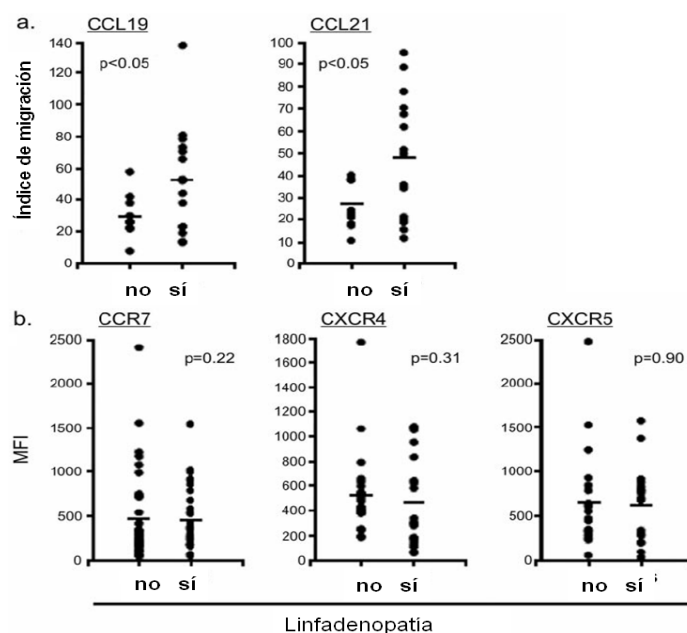 a.
CCL19
CCL21
140
120
100
80
60
40
20
0
p<0.05
100
90
80
70
60
50
40
30
20
10
0
p<0.05
Índice de migración
no sí
no sí
b.
CCR7
CXCR4
CXCR5
2500
2000
1500
1000
500
0
p=0.22
1800
1600
1400
1200
1000
800
600
400
200
0
p=0.31
2500
2000
1500
1000
500
0
p=0.90
MFI
no sí
no sí
no sí
Linfadenopatía